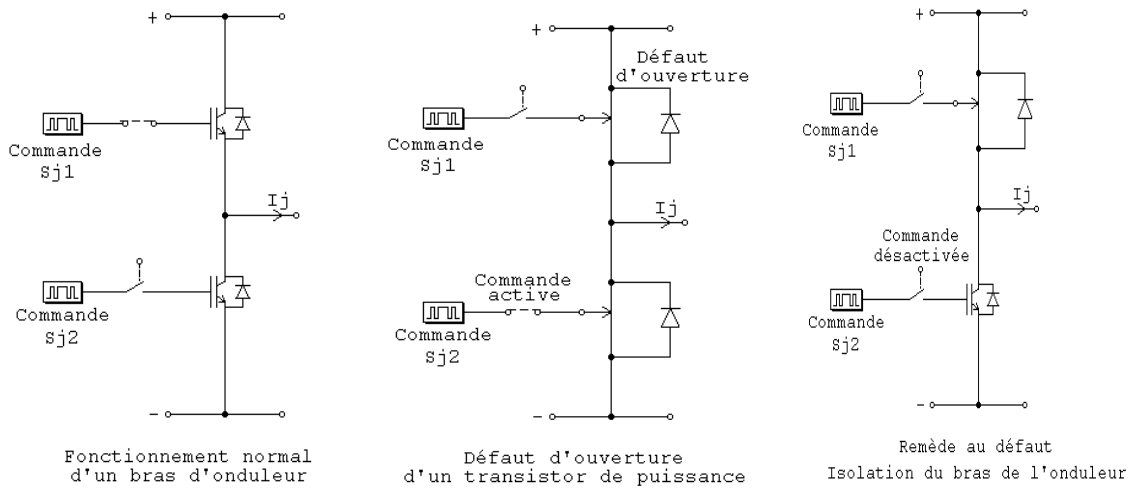 +
Commande
Sj1
Ij
Commande
Sj2
-
Fonctionnement normal
d'un bras d'onduleur
+
Défaut
d'ouverture
Commande
Sj1
Ij
Commande
active
Commande
Sj2
-
Défaut d'ouverture
d'un transistor de puissance
+
Commande
Sj1
Ij
Commande
désactivée
Commande
Sj2
-
Remède au défaut
Isolation du bras de l'onduleur